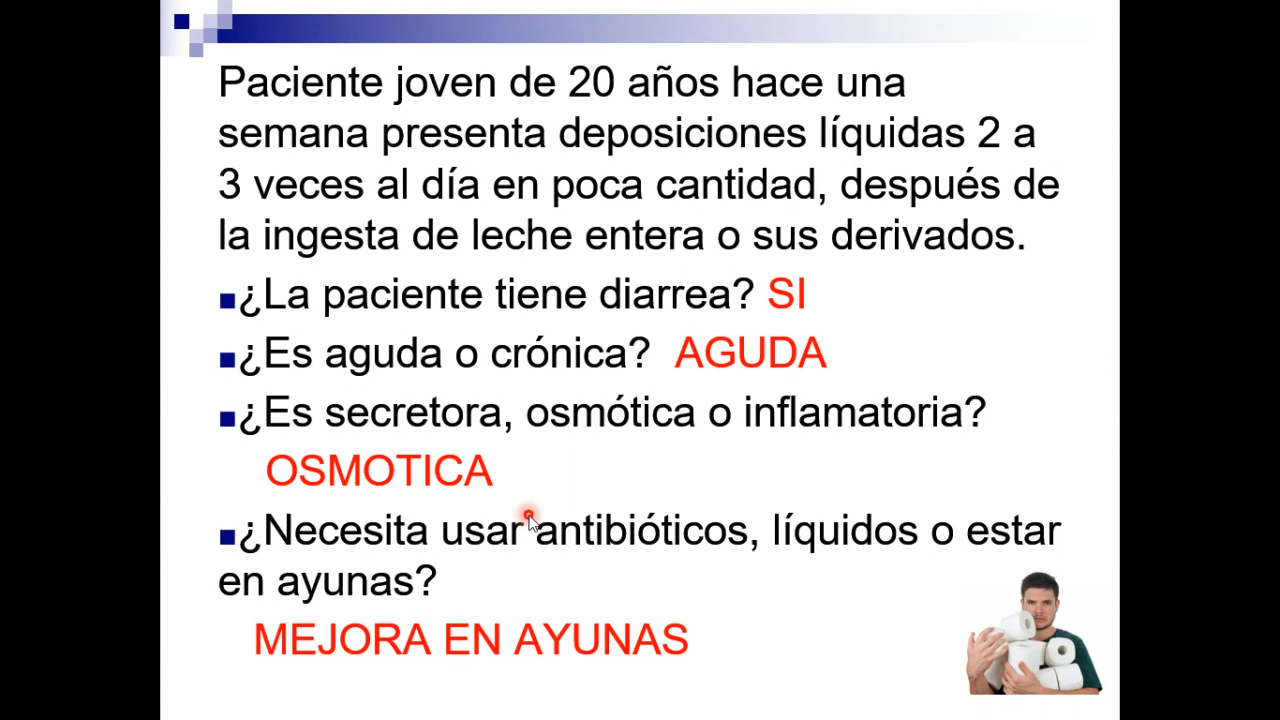 Paciente joven de 20 años hace una
semana presenta deposiciones líquidas 2 a
3 veces al día en poca cantidad, después de
la ingesta de leche entera o sus derivados.
¿La paciente tiene diarrea? SI
¿Es aguda o crónica? AGUDA
¿Es secretora, osmótica o inflamatoria?
OSMOTICA
¿Necesita usar antibióticos, líquidos o estar
en ayunas?
MEJORA EN AYUNAS